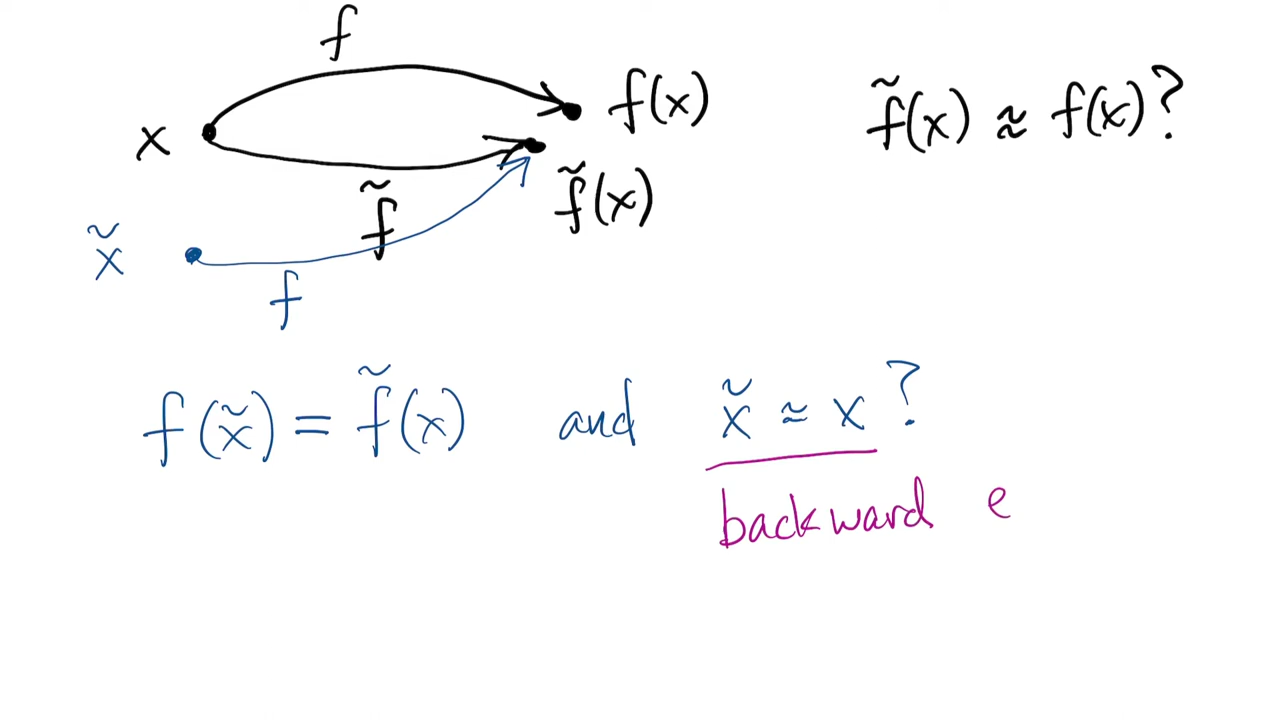 f
x f(x) f̃(x) ≈ f(x)?
f̃ f̃(x)
x̃
f
f(x̃) = f̃(x) and x̃ ≈ x?
backward e